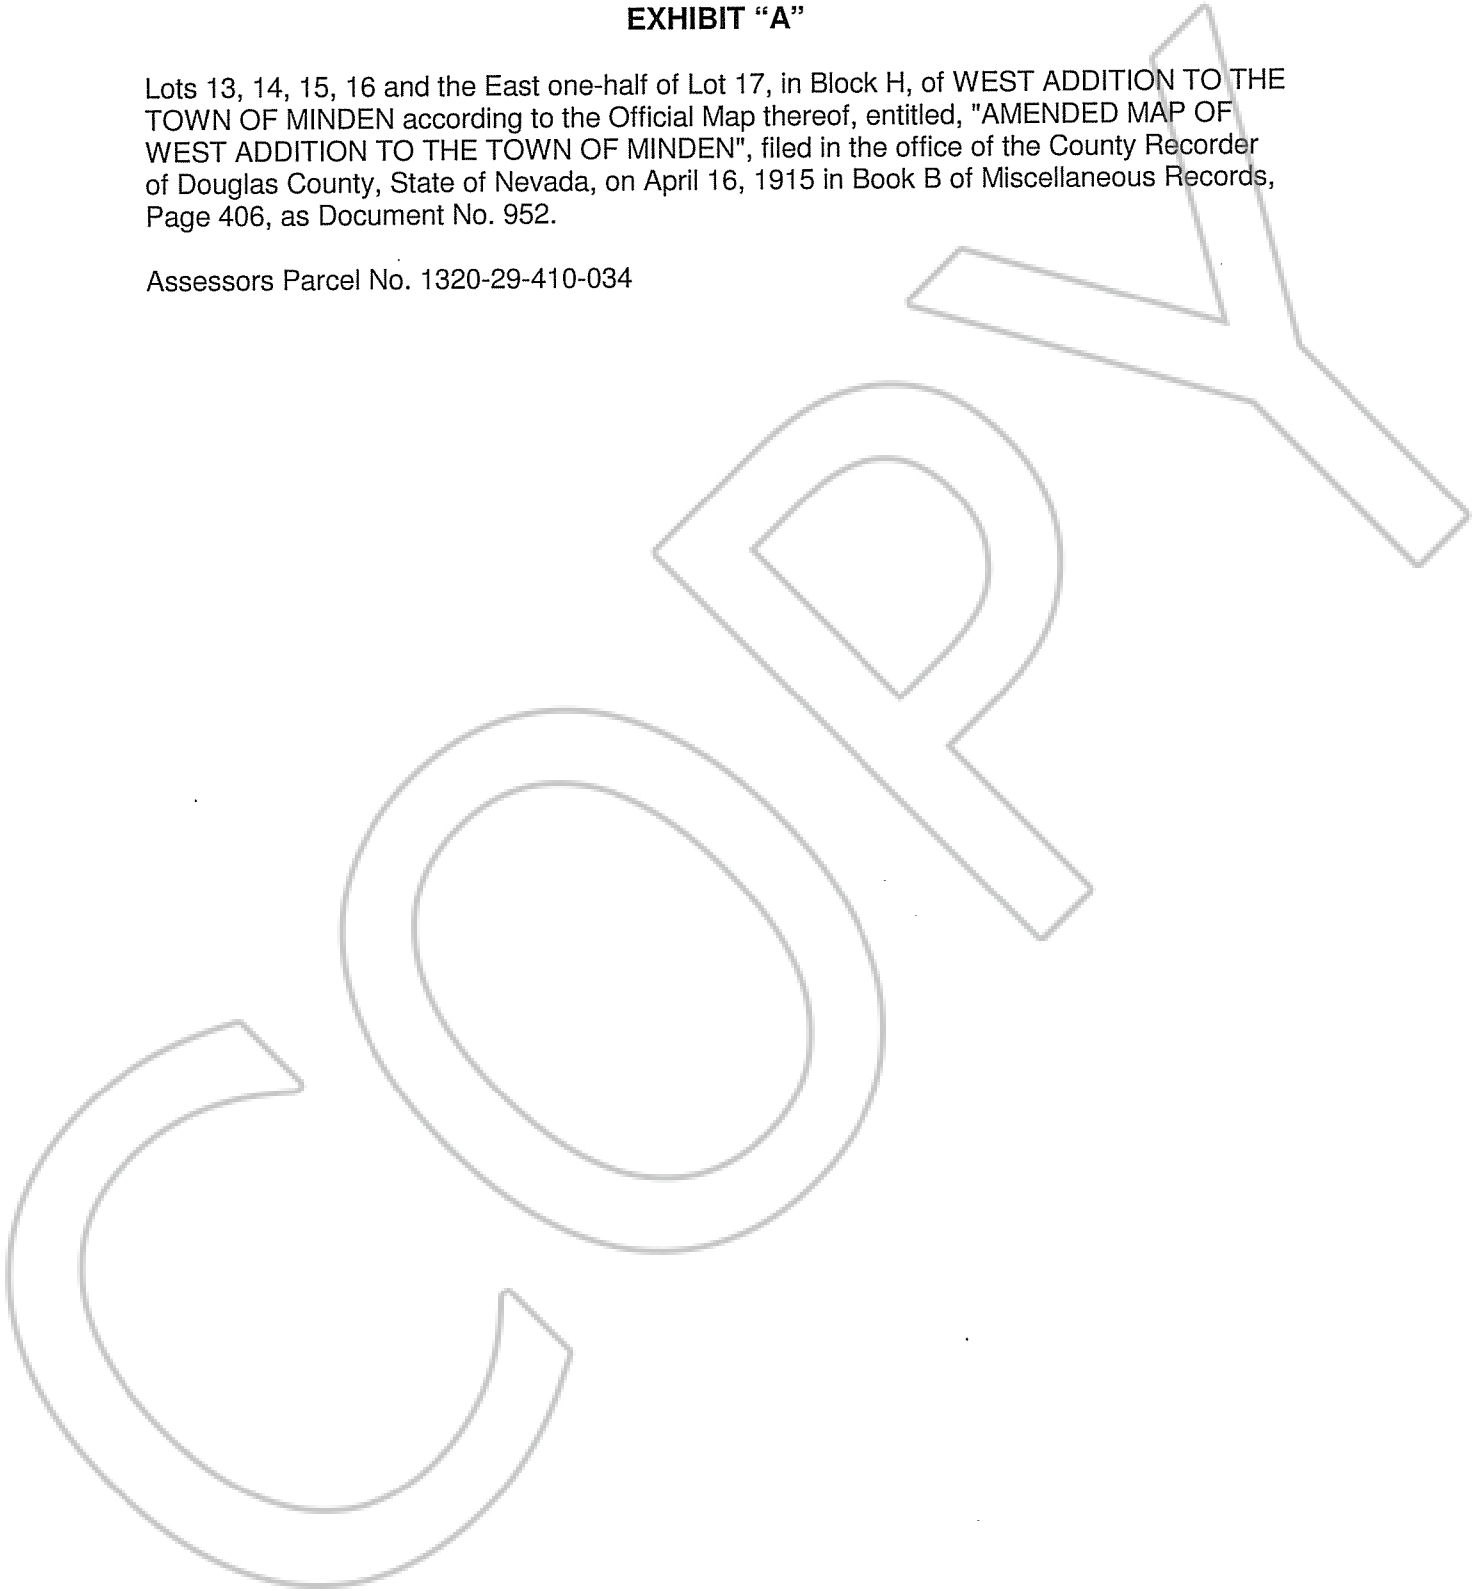 EXHIBIT “A”
Lots 13, 14, 15, 16 and the East one-half of Lot 17, in Block H, of WEST ADDITION TO THE
TOWN OF MINDEN according to the Official Map thereof, entitled, "AMENDED MAP OF
WEST ADDITION TO THE TOWN OF MINDEN", filed in the office of the County Recorder
of Douglas County, State of Nevada, on April 16, 1915 in Book B of Miscellaneous Records,
Page 406, as Document No. 952.
Assessors Parcel No. 1320-29-410-034
COPY